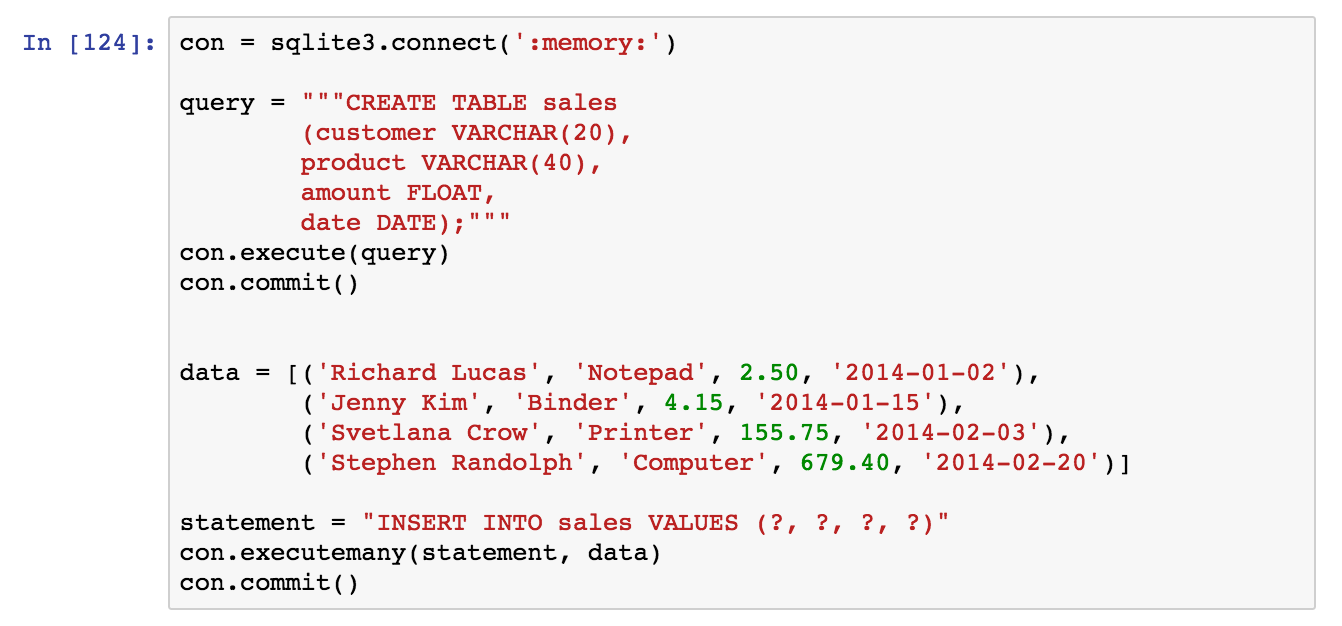 In [124]: con = sqlite3.connect(':memory:')
query = """CREATE TABLE sales
(customer VARCHAR(20),
product VARCHAR(40),
amount FLOAT,
date DATE);"""
con.execute(query)
con.commit()
data = [('Richard Lucas', 'Notepad', 2.50, '2014-01-02'),
('Jenny Kim', 'Binder', 4.15, '2014-01-15'),
('Svetlana Crow', 'Printer', 155.75, '2014-02-03'),
('Stephen Randolph', 'Computer', 679.40, '2014-02-20')]
statement = "INSERT INTO sales VALUES (?, ?, ?, ?)"
con.executemany(statement, data)
con.commit()